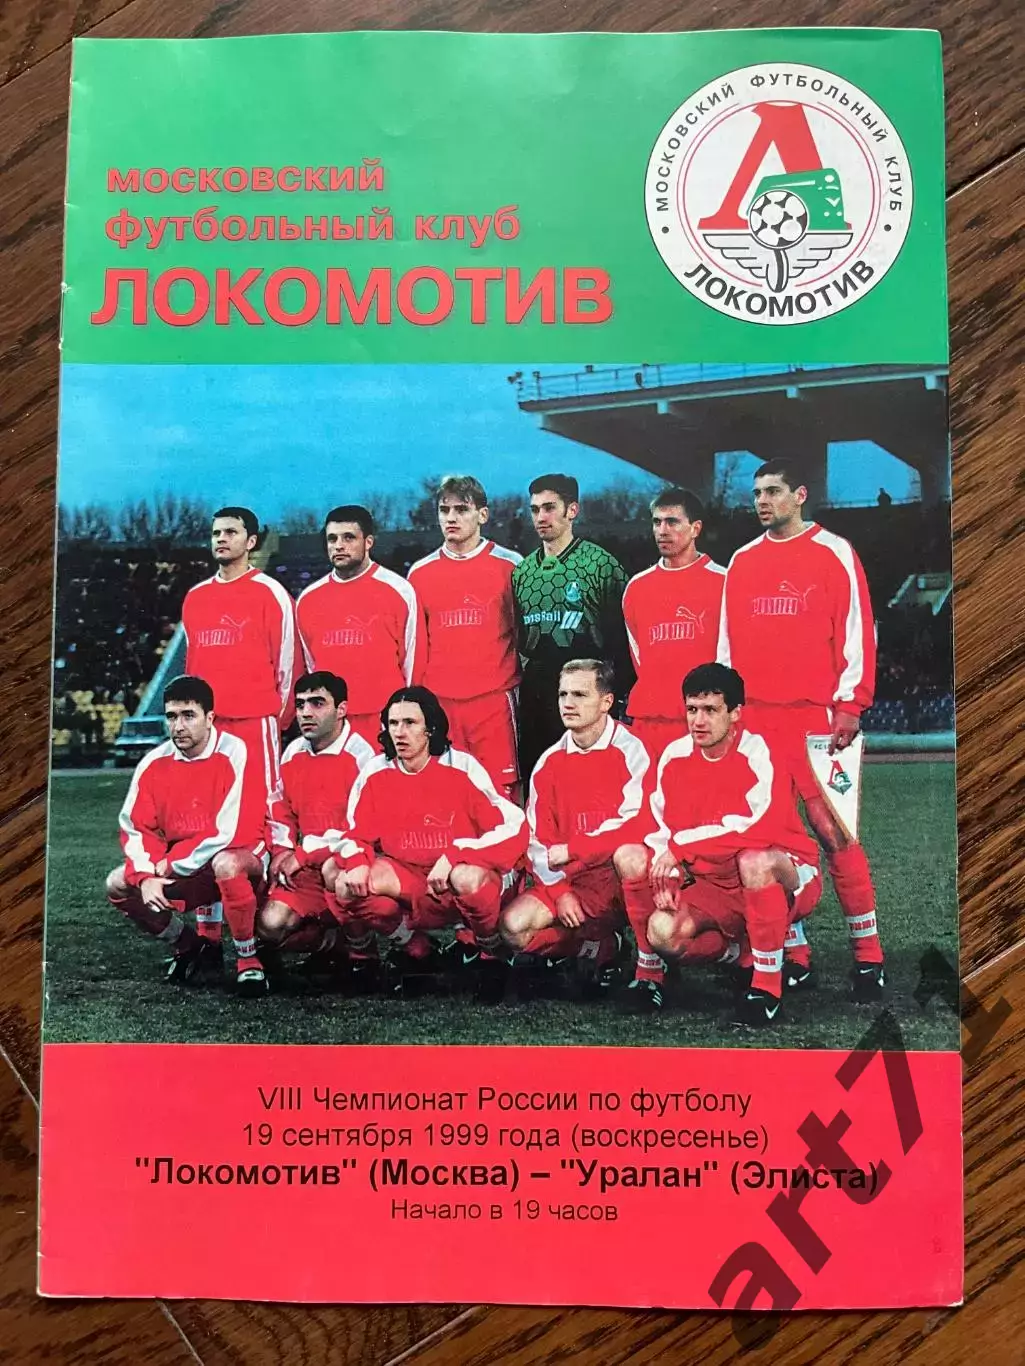 МОСКОВСКИЙ ФУТБОЛЬНЫЙ КЛУБ
ЛОКОМОТИВ
московский
футбольный клуб
ЛОКОМОТИВ
VIII Чемпионат России по футболу
19 сентября 1999 года (воскресенье)
"Локомотив" (Москва) – "Уралан" (Элиста)
Начало в 19 часов
art71